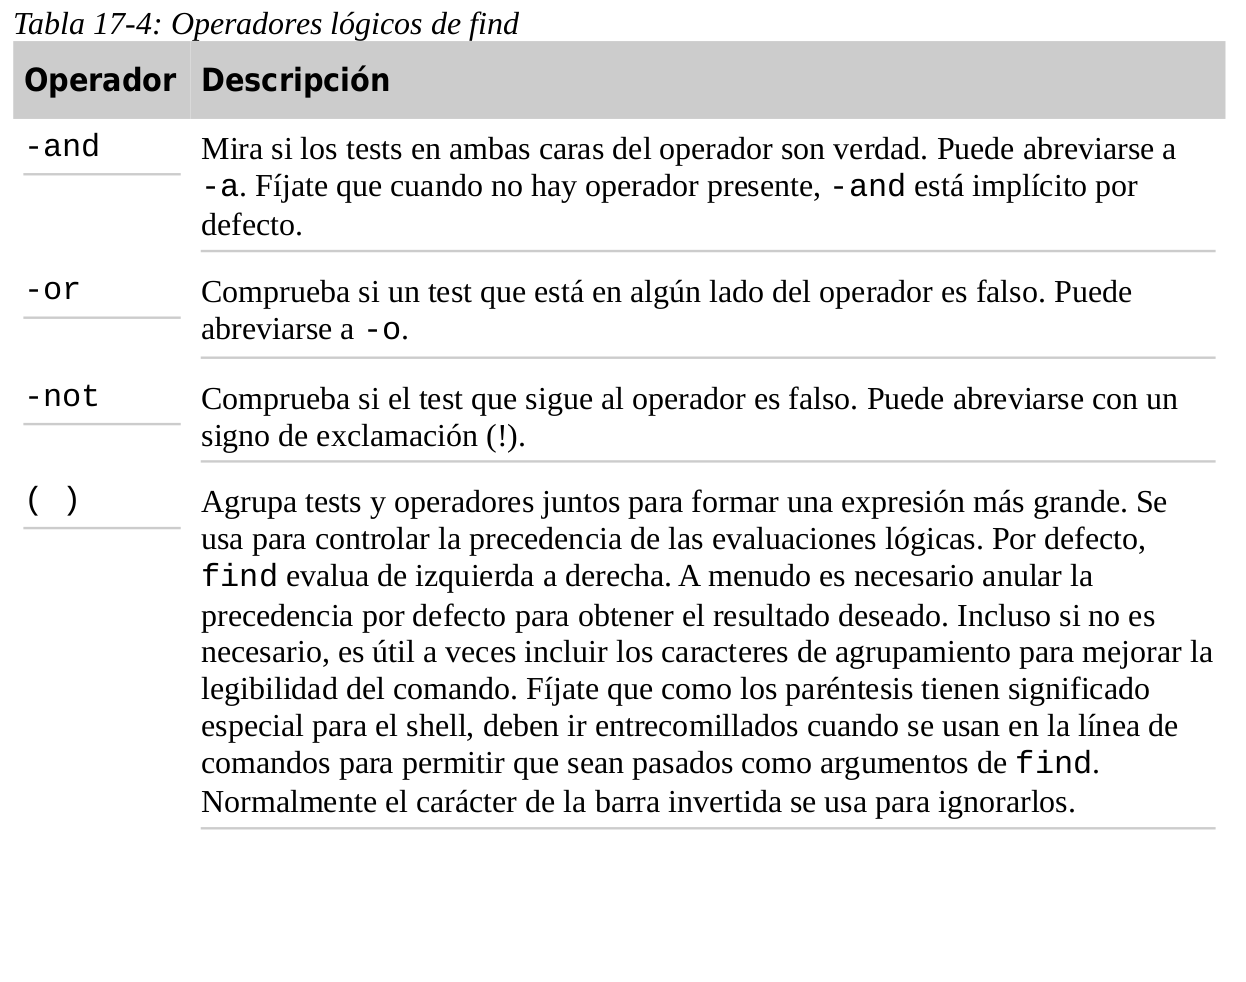 Tabla 17-4: Operadores lógicos de find
Operador Descripción
-and Mira si los tests en ambas caras del operador son verdad. Puede abreviarse a
-a. Fíjate que cuando no hay operador presente, -and está implícito por
defecto.
-or Comprueba si un test que está en algún lado del operador es falso. Puede
abreviarse a -o.
-not Comprueba si el test que sigue al operador es falso. Puede abreviarse con un
signo de exclamación (!).
( ) Agrupa tests y operadores juntos para formar una expresión más grande. Se
usa para controlar la precedencia de las evaluaciones lógicas. Por defecto,
find evalua de izquierda a derecha. A menudo es necesario anular la
precedencia por defecto para obtener el resultado deseado. Incluso si no es
necesario, es útil a veces incluir los caracteres de agrupamiento para mejorar la
legibilidad del comando. Fíjate que como los paréntesis tienen significado
especial para el shell, deben ir entrecomillados cuando se usan en la línea de
comandos para permitir que sean pasados como argumentos de find.
Normalmente el carácter de la barra invertida se usa para ignorarlos.